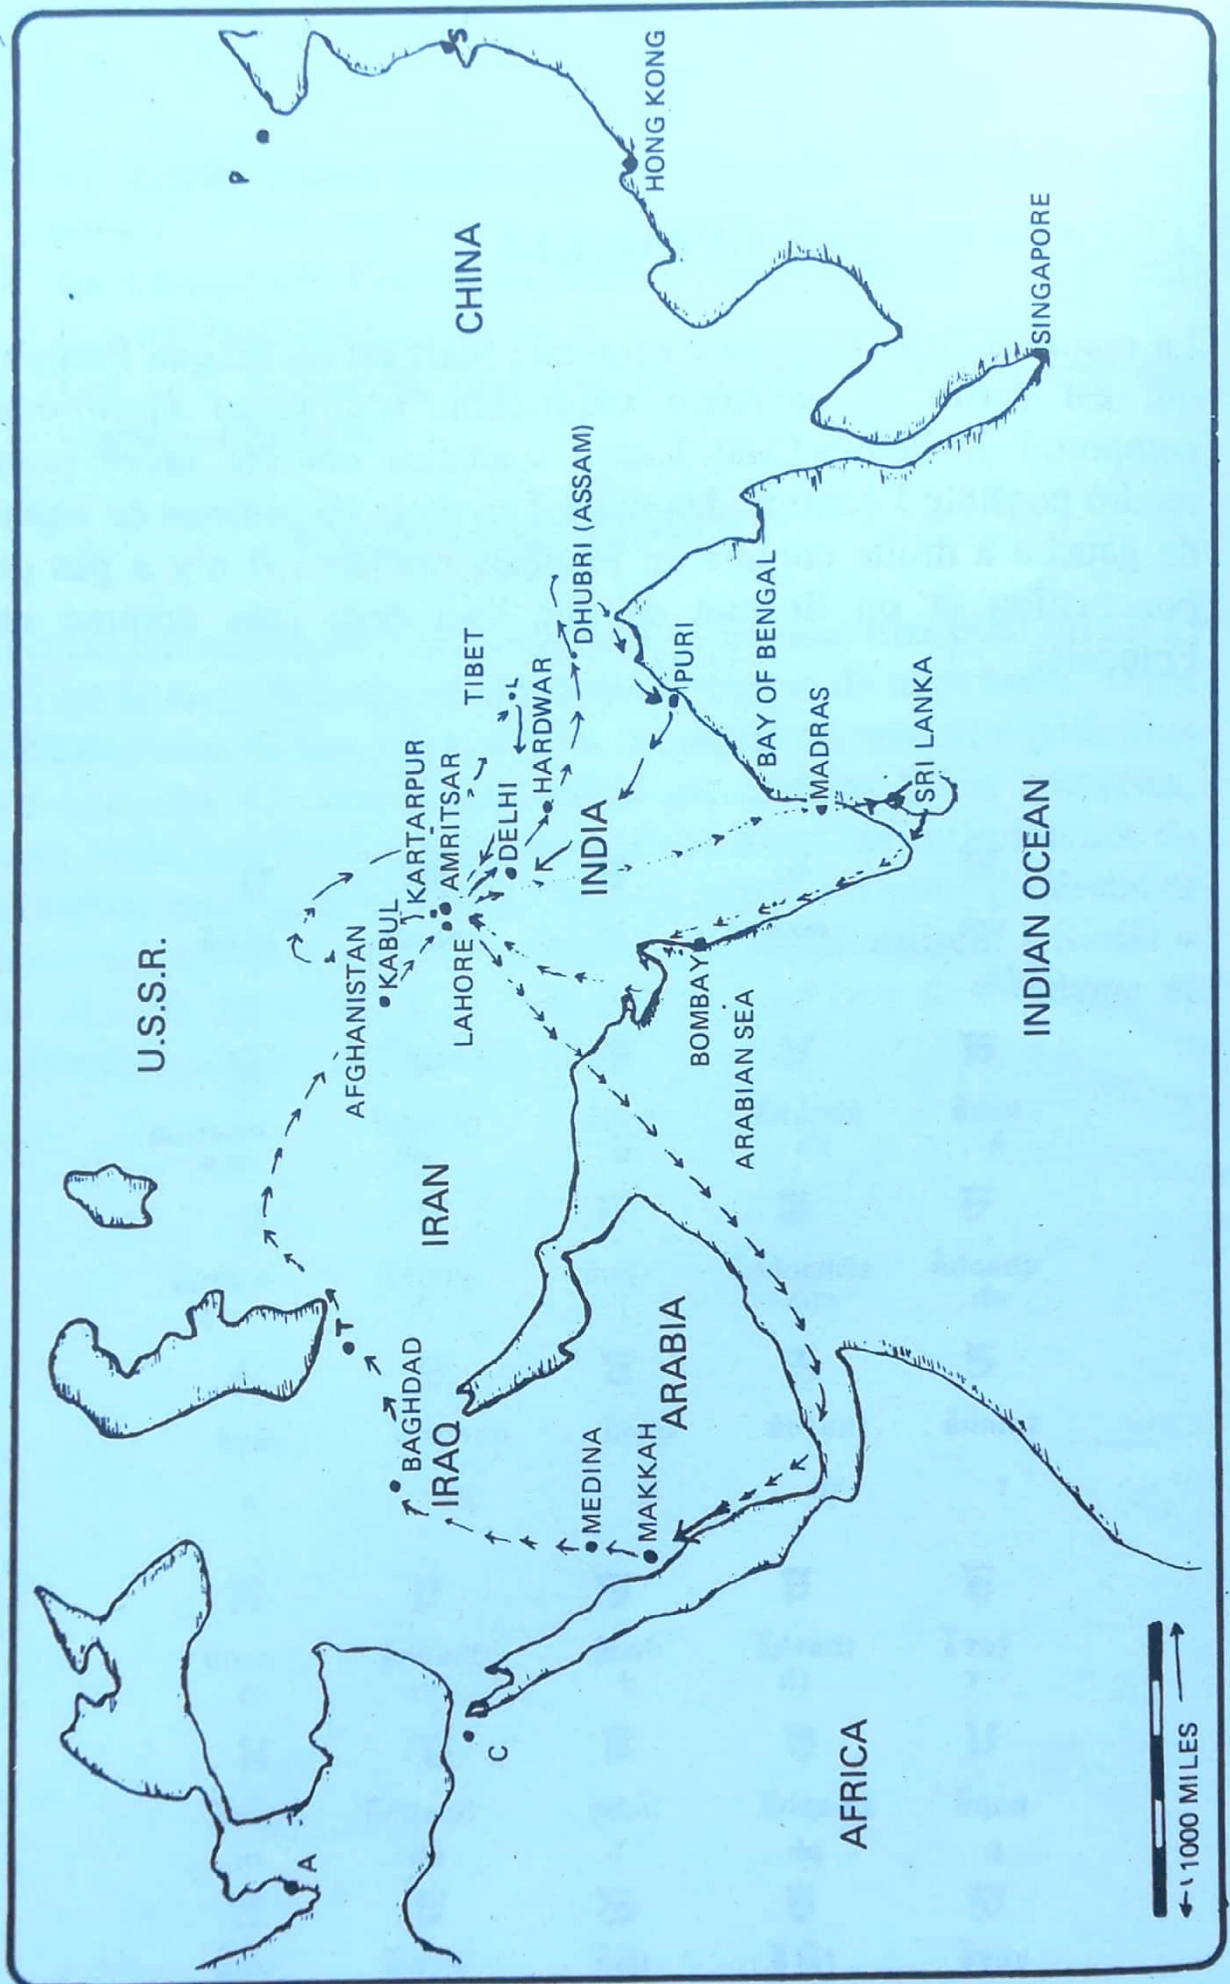 U.S.S.R.
CHINA
P
S
HONG KONG
SINGAPORE
TIBET
L
DHUBRI (ASSAM)
HARDWAR
KARTARPUR
AMRITSAR
DELHI
LAHORE
KABUL
AFGHANISTAN
INDIA
PURI
BAY OF BENGAL
MADRAS
SRI LANKA
INDIAN OCEAN
BOMBAY
ARABIAN SEA
IRAN
T
BAGHDAD
IRAQ
ARABIA
MEDINA
MAKKAH
A
C
AFRICA
1000 MILES